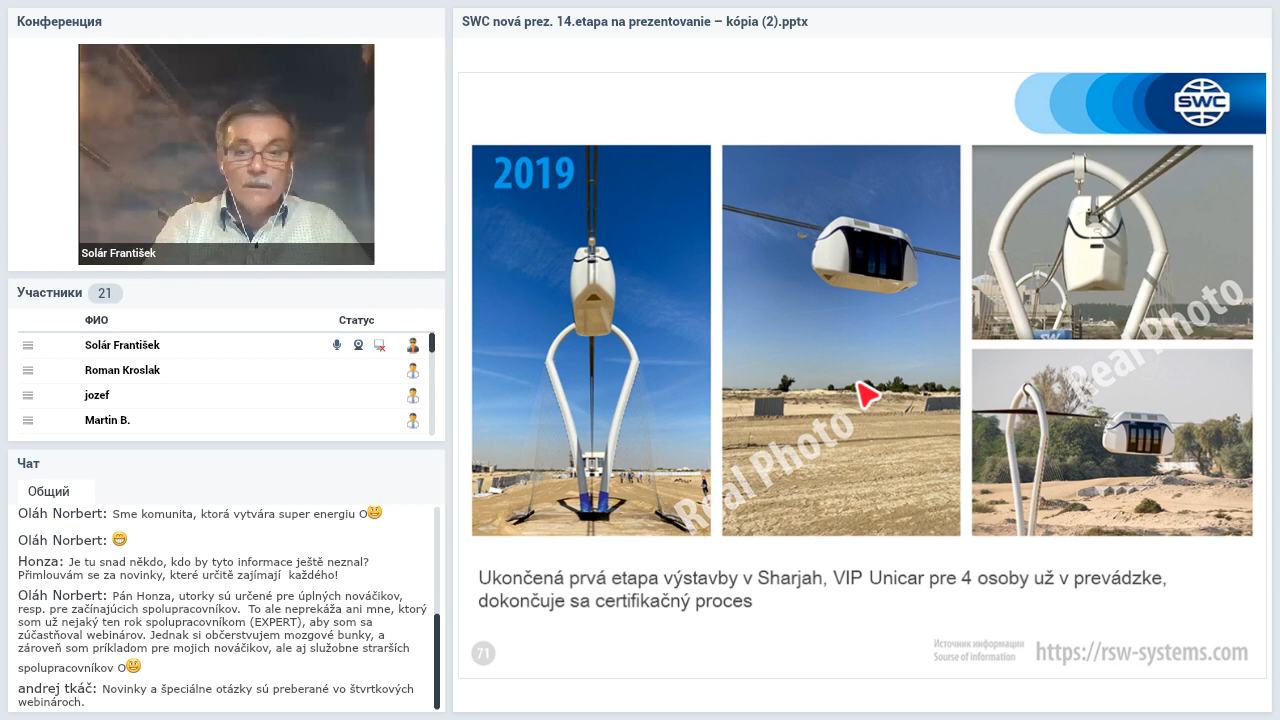 Конференция
Solár František
Участники 21
ФИО Статус
Solár František
Roman Kroslak
jozef
Martin B.
Чат
Общий
Oláh Norbert: Sme komunita, ktorá vytvára super energiu O
Oláh Norbert:
Honza: Je tu snad někdo, kdo by tyto informace ještě neznal?
Přimlouvám se za novinky, které určitě zajímají  každého!
Oláh Norbert: Pán Honza, utorky sú určené pre úplných nováčikov,
resp. pre začínajúcich spolupracovníkov.  To ale neprekáža ani mne, ktorý
som už nejaký ten rok spolupracovníkom (EXPERT), aby som sa
zúčastňoval webinárov. Jednak si občerstvujem mozgové bunky, a
zároveň som príkladom pre mojich nováčikov, ale aj služobne starších
spolupracovníkov O
andrej tkáč: Novinky a špeciálne otázky sú preberané vo štvrtkových
webinároch.
SWC nová prez. 14.etapa na prezentovanie – kópia (2).pptx
SWC
2019
Real Photo
Real Photo
Ukončená prvá etapa výstavby v Sharjah, VIP Unicar pre 4 osoby už v prevádzke,
dokončuje sa certifikačný proces
71
Источник информации
Sourse of information
https://rsw-systems.com